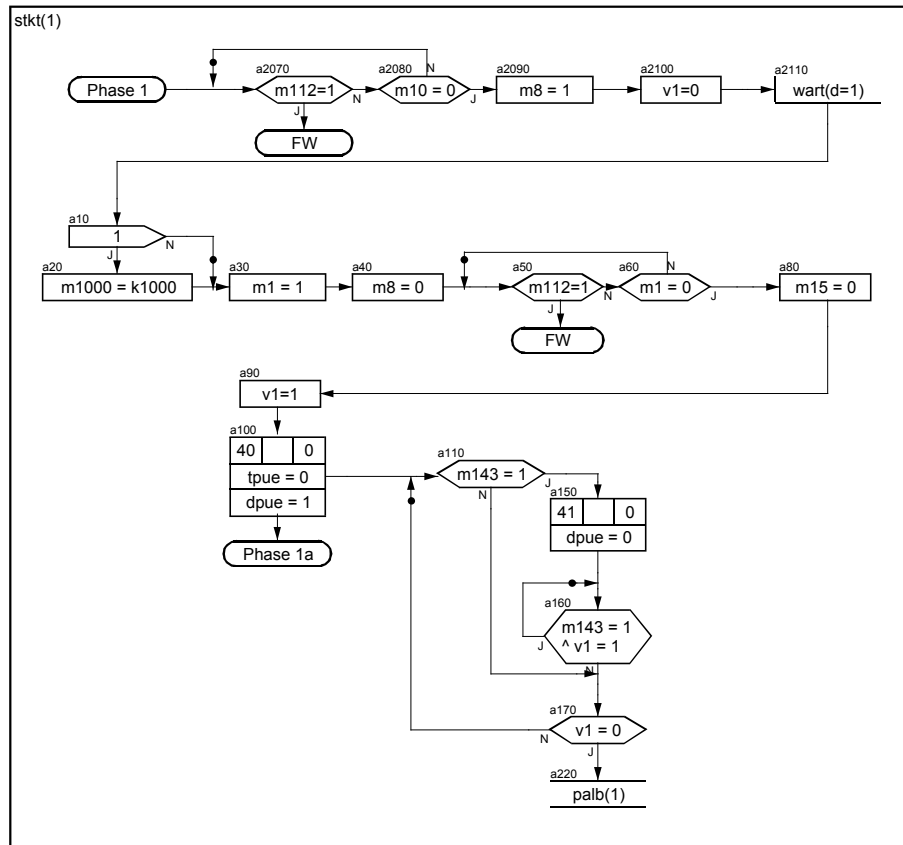 stkt(1)
N
a2070
a2080
a2090
a2100
a2110
Phase 1
m112=1
m10 = 0
m8 = 1
v1=0
wart(d=1)
J
N
J
FW
a10
1
N
J
a20
a30
a40
a50
a60
N
a80
m1000 = k1000
m1 = 1
m8 = 0
m112=1
m1 = 0
m15 = 0
J
N
J
FW
a90
v1=1
a100
40
0
tpue = 0
dpue = 1
a110
m143 = 1
J
N
a150
41
0
dpue = 0
Phase 1a
a160
m143 = 1
^ v1 = 1
J
N
a170
v1 = 0
N
J
a220
palb(1)